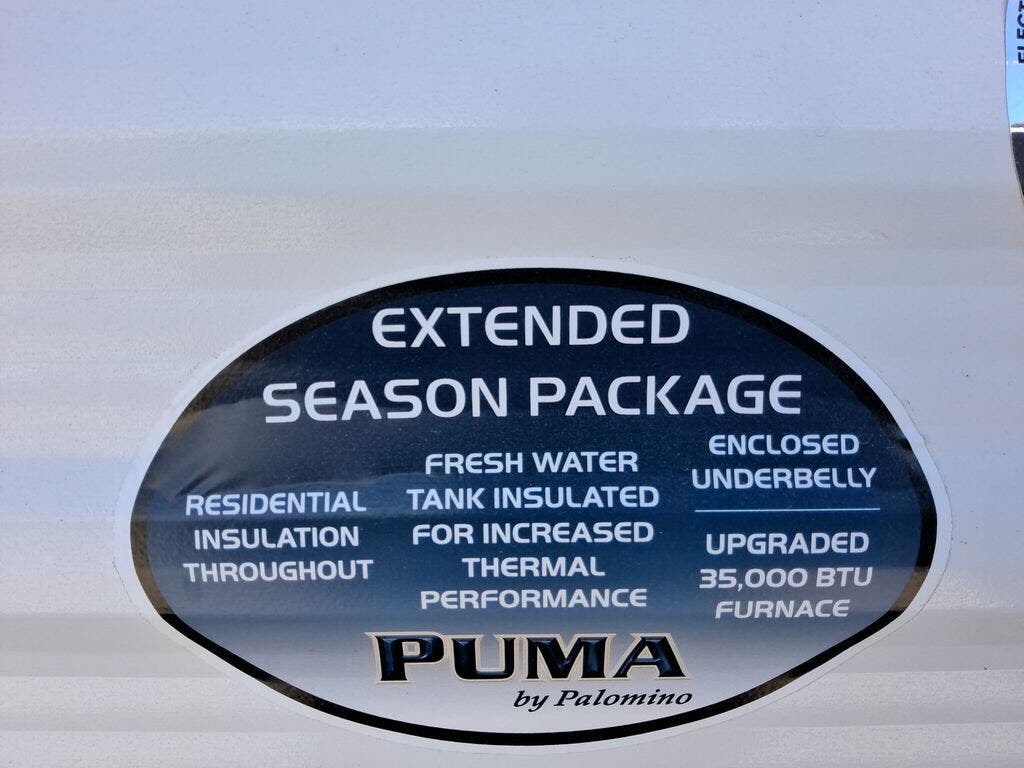 EXTENDED
SEASON PACKAGE
RESIDENTIAL
INSULATION
THROUGHOUT
FRESH WATER
TANK INSULATED
FOR INCREASED
THERMAL
PERFORMANCE
ENCLOSED
UNDERBELLY
UPGRADED
35,000 BTU
FURNACE
PUMA
by Palomino